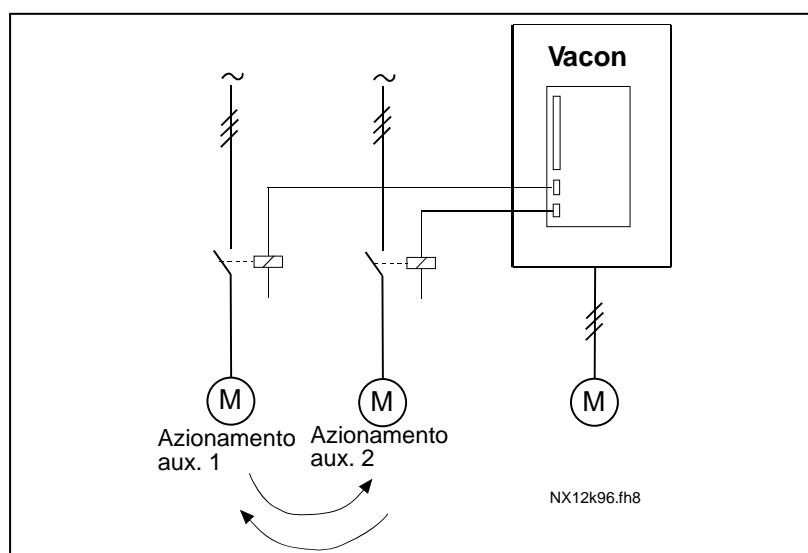 Vacon
M
M
M
Azionamento
aux. 1
Azionamento
aux. 2
NX12k96.fh8